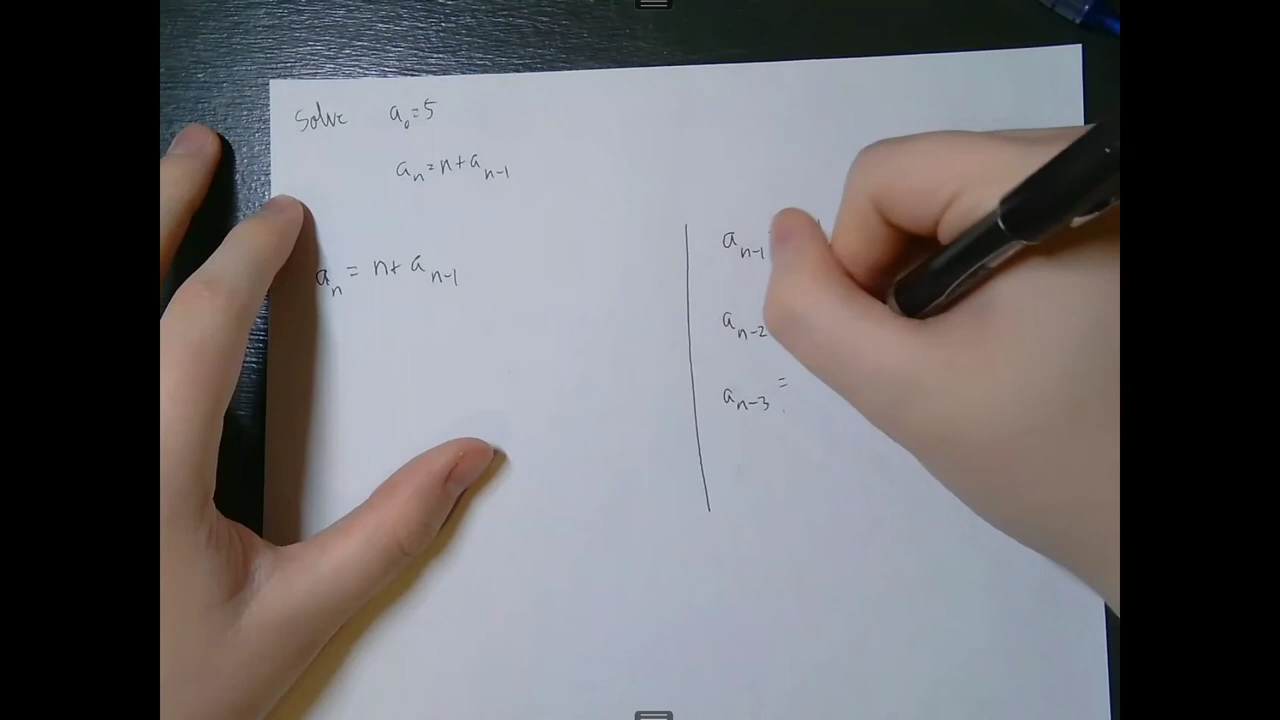 Solve a₀ = 5
aₙ = n + aₙ₋₁
aₙ = n + aₙ₋₁
aₙ₋₁
aₙ₋₂
aₙ₋₃ =